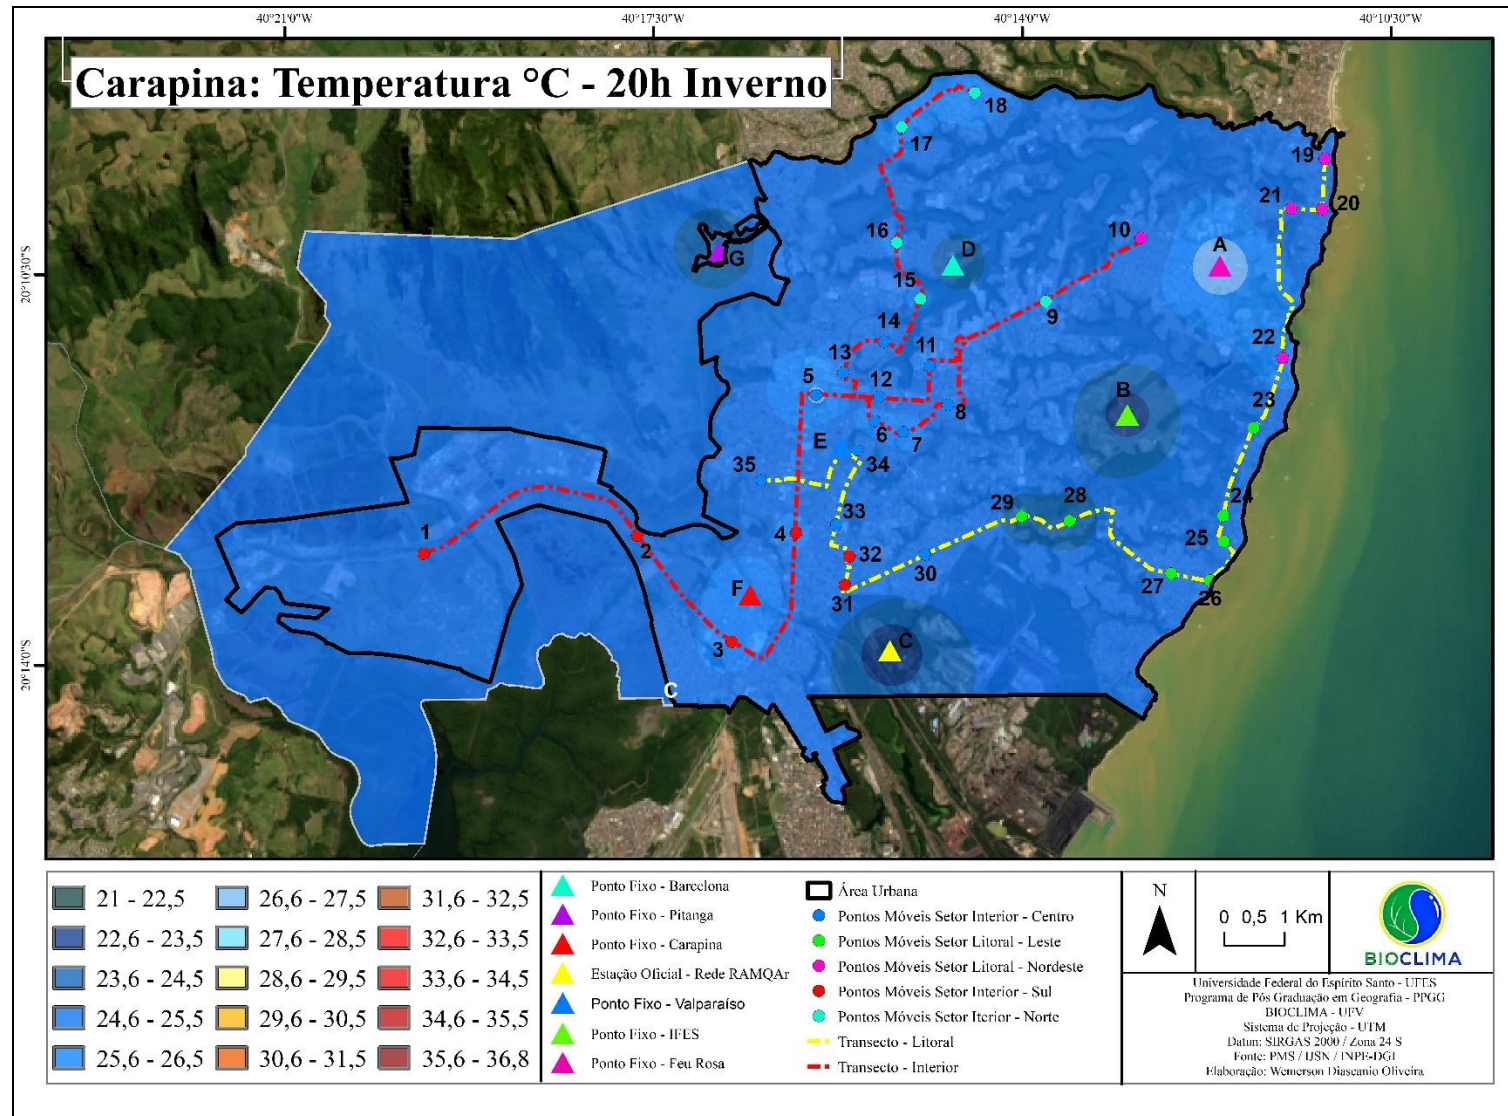 40°21'0"W 40°17'30"W 40°14'0"W 40°10'30"W
Carapina: Temperatura °C - 20h Inverno
20°10'30"S
20°14'0"S
18
17
19
21 20
16 D 10 A
G
15
9
14
22
13 11
5 12
B
8 23
6 7
E
34
35
24
29 28
33
1 4 25
2 32
30
27 26
F 31
3 C
C
21 - 22,5
22,6 - 23,5
23,6 - 24,5
24,6 - 25,5
25,6 - 26,5
26,6 - 27,5
27,6 - 28,5
28,6 - 29,5
29,6 - 30,5
30,6 - 31,5
31,6 - 32,5
32,6 - 33,5
33,6 - 34,5
34,6 - 35,5
35,6 - 36,8
Ponto Fixo - Barcelona
Ponto Fixo - Pitanga
Ponto Fixo - Carapina
Estação Oficial - Rede RAMQAr
Ponto Fixo - Valparaíso
Ponto Fixo - IFES
Ponto Fixo - Feu Rosa
Área Urbana
Pontos Móveis Setor Interior - Centro
Pontos Móveis Setor Litoral - Leste
Pontos Móveis Setor Litoral - Nordeste
Pontos Móveis Setor Interior - Sul
Pontos Móveis Setor Iterior - Norte
Transecto - Litoral
Transecto - Interior
N
0 0,5 1 Km
BIOCLIMA
Universidade Federal do Espírito Santo - UFES
Programa de Pós Graduação em Geografia - PPGG
BIOCLIMA - UFV
Sistema de Projeção - UTM
Datun: SIRGAS 2000 / Zona 24 S
Fonte: PMS / IJSN / INPE-DGI
Elaboração: Wemerson Diascanio Oliveira